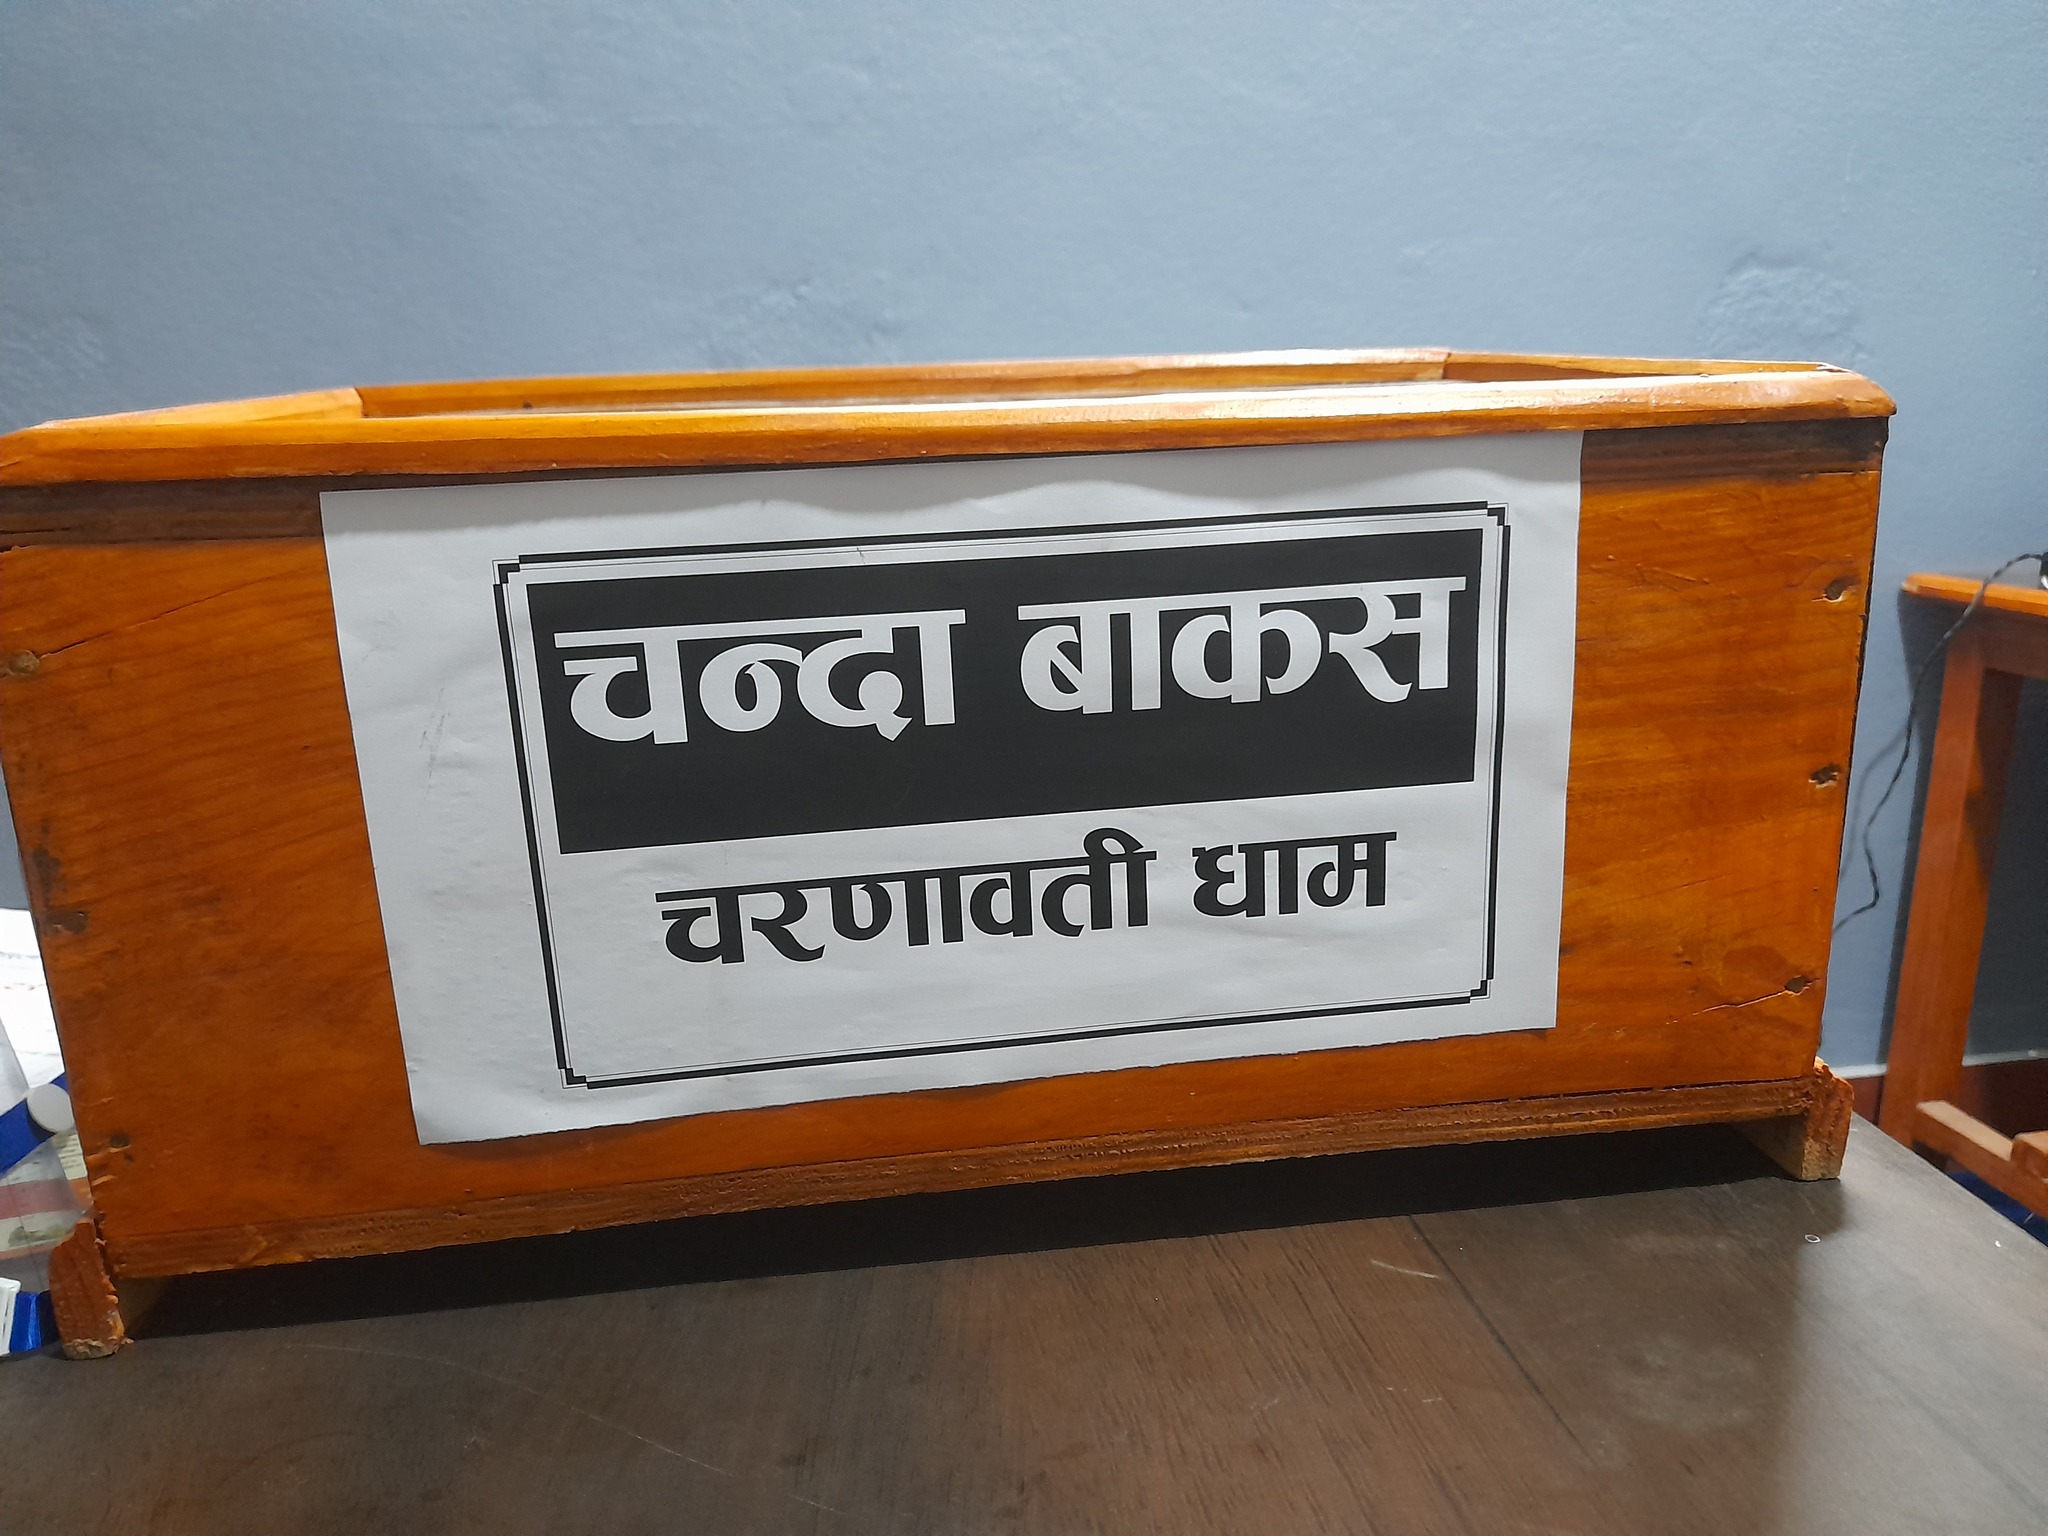 चन्दा बाकस
चरणावती धाम